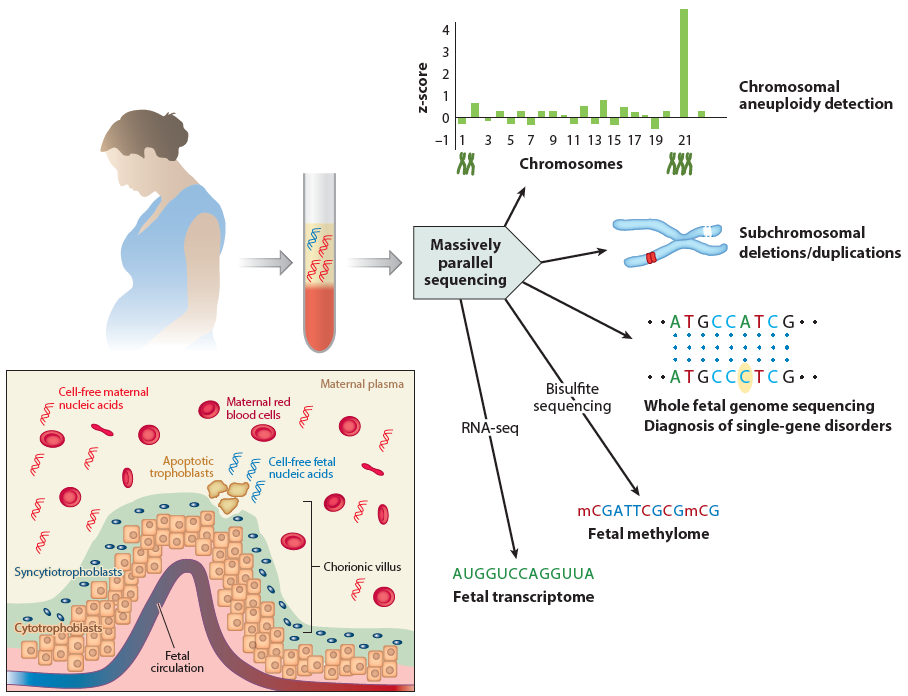 4
3
2
1
0
−1
z-score
1 3 5 7 9 11 13 15 17 19 21
Chromosomes
Chromosomal
aneuploidy detection
Massively
parallel
sequencing
Subchromosomal
deletions/duplications
··ATGCCATCG··
··ATGCCCTCG··
Whole fetal genome sequencing
Diagnosis of single-gene disorders
Bisulfite
sequencing
RNA-seq
mCGATTCGCGmCG
Fetal methylome
AUGGUCCAGGUUA
Fetal transcriptome
Maternal plasma
Cell-free maternal
nucleic acids
Maternal red
blood cells
Apoptotic
trophoblasts
Cell-free fetal
nucleic acids
Chorionic villus
Syncytiotrophoblasts
Cytotrophoblasts
Fetal
circulation